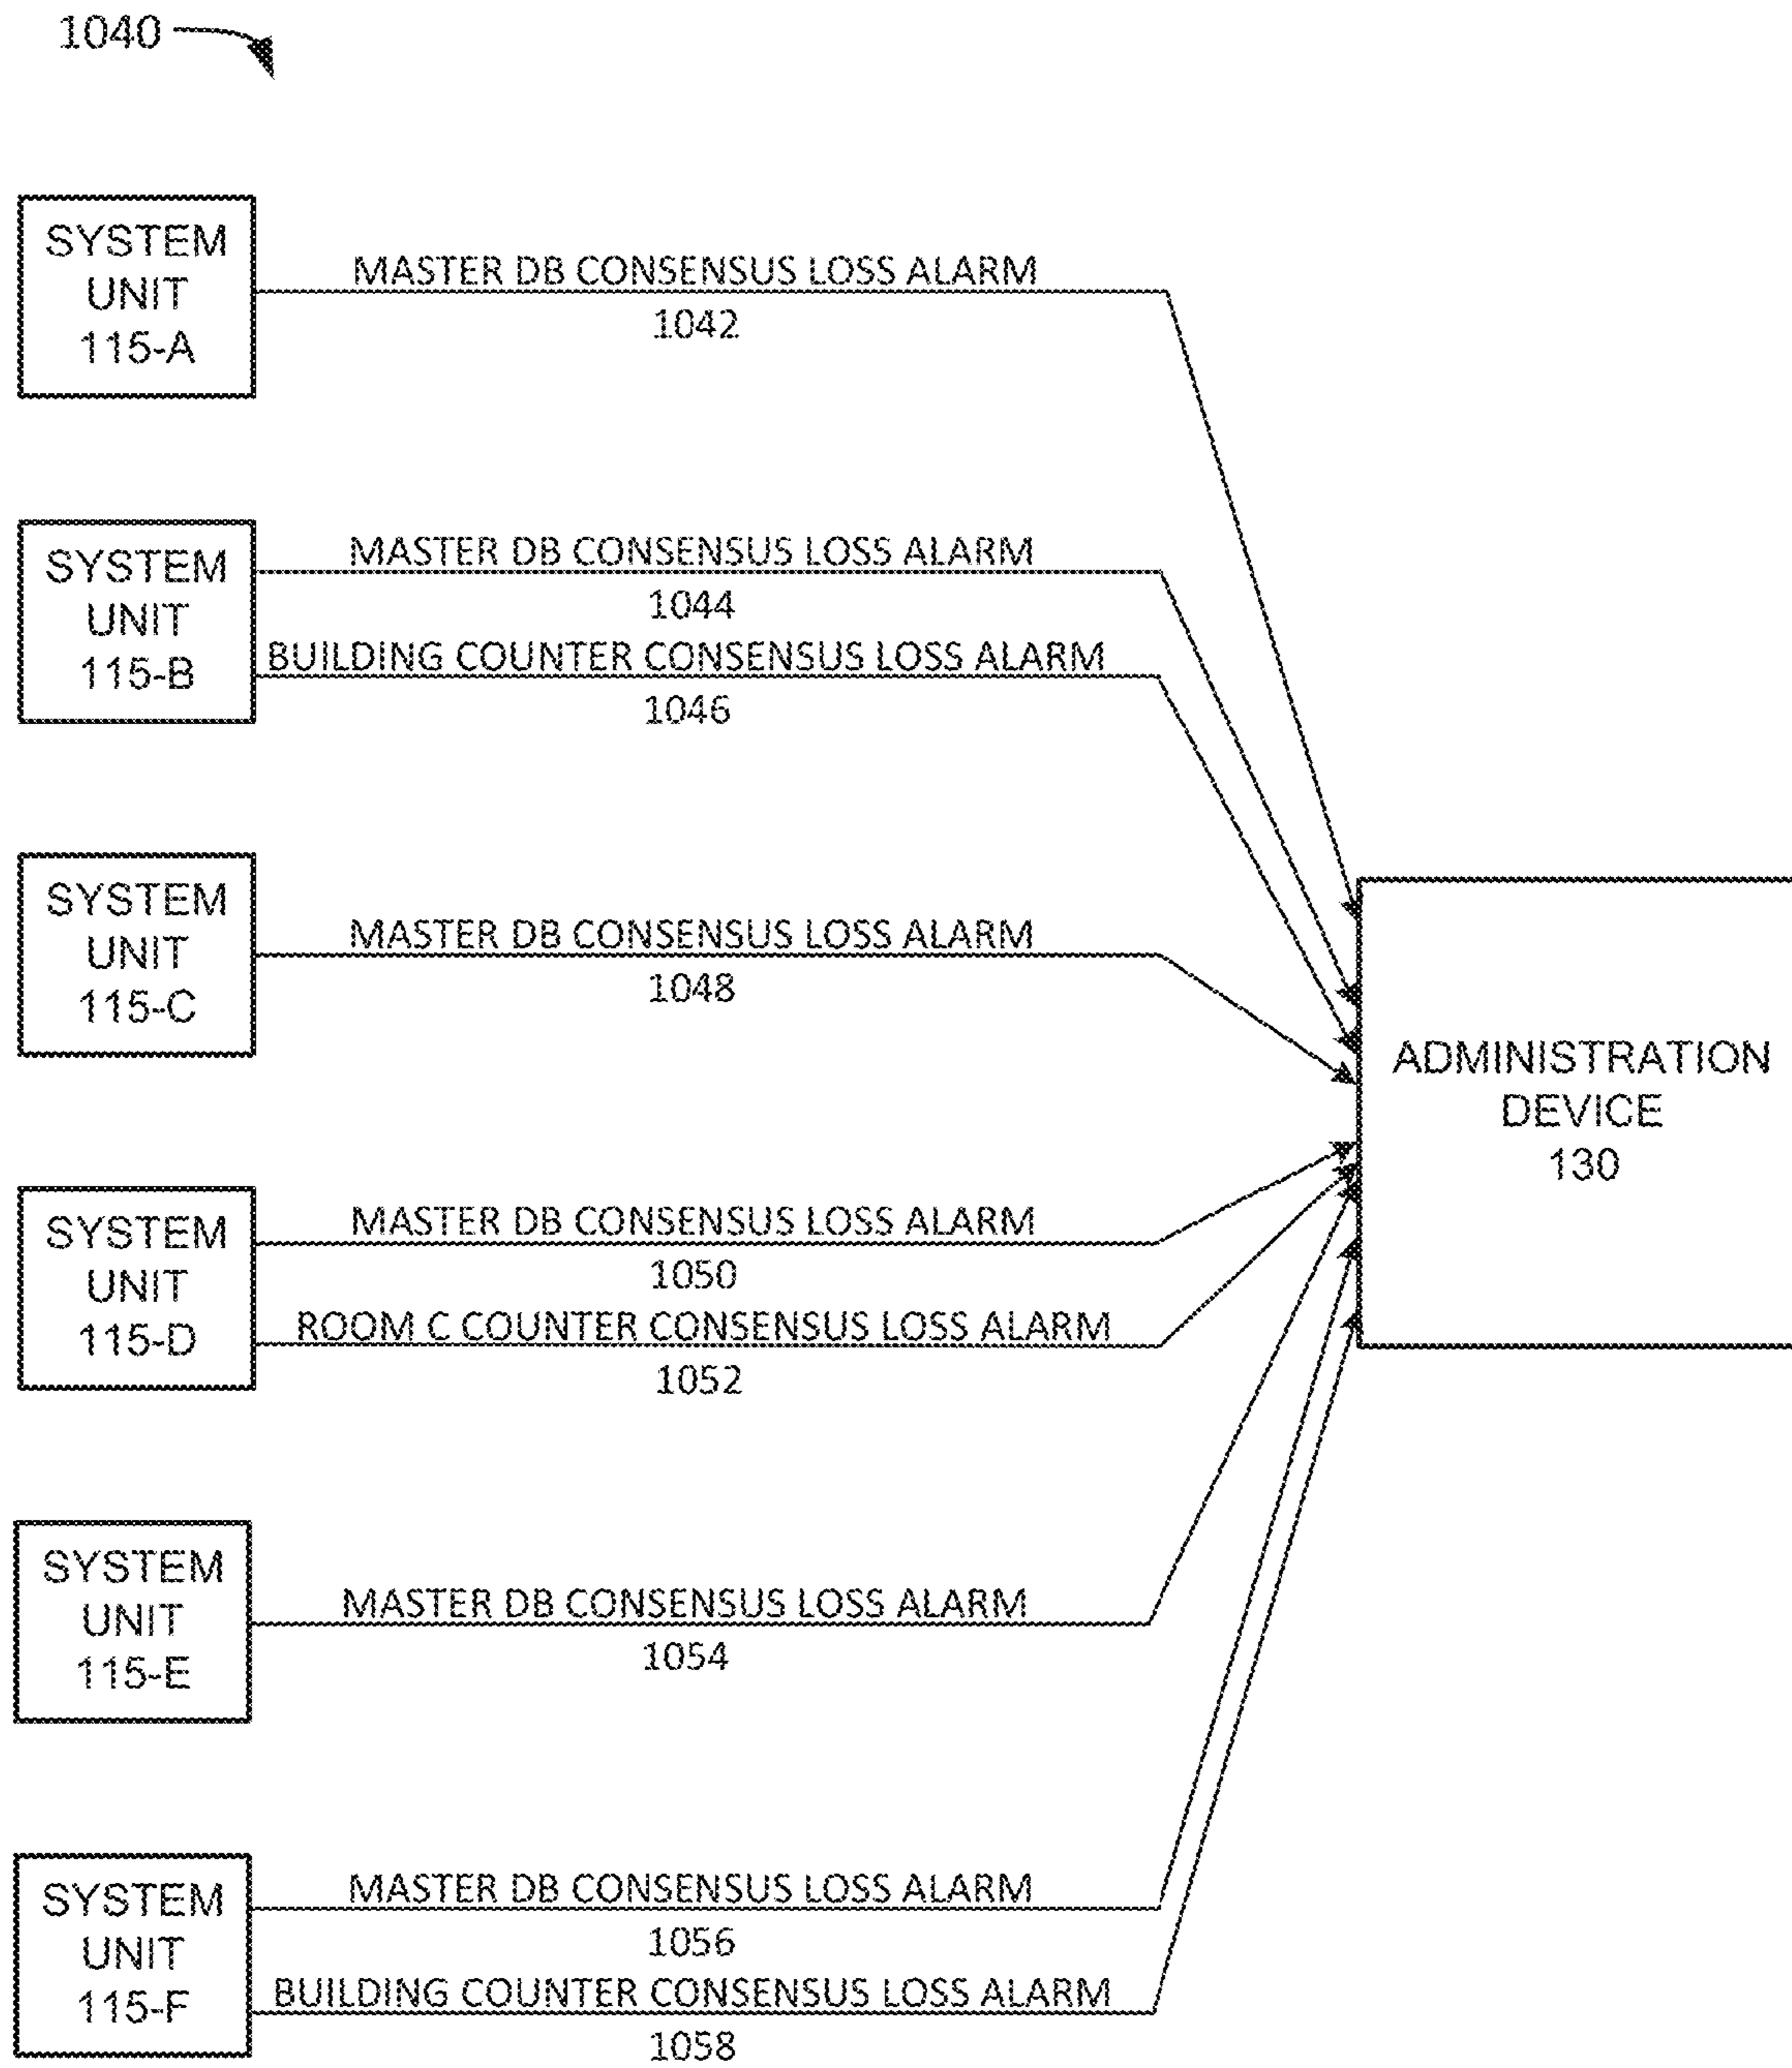 1040
SYSTEM
UNIT
115-A
MASTER DB CONSENSUS LOSS ALARM
1042
SYSTEM
UNIT
115-B
MASTER DB CONSENSUS LOSS ALARM
1044
BUILDING COUNTER CONSENSUS LOSS ALARM
1046
SYSTEM
UNIT
115-C
MASTER DB CONSENSUS LOSS ALARM
1048
ADMINISTRATION
DEVICE
130
SYSTEM
UNIT
115-D
MASTER DB CONSENSUS LOSS ALARM
1050
ROOM C COUNTER CONSENSUS LOSS ALARM
1052
SYSTEM
UNIT
115-E
MASTER DB CONSENSUS LOSS ALARM
1054
SYSTEM
UNIT
115-F
MASTER DB CONSENSUS LOSS ALARM
1056
BUILDING COUNTER CONSENSUS LOSS ALARM
1058